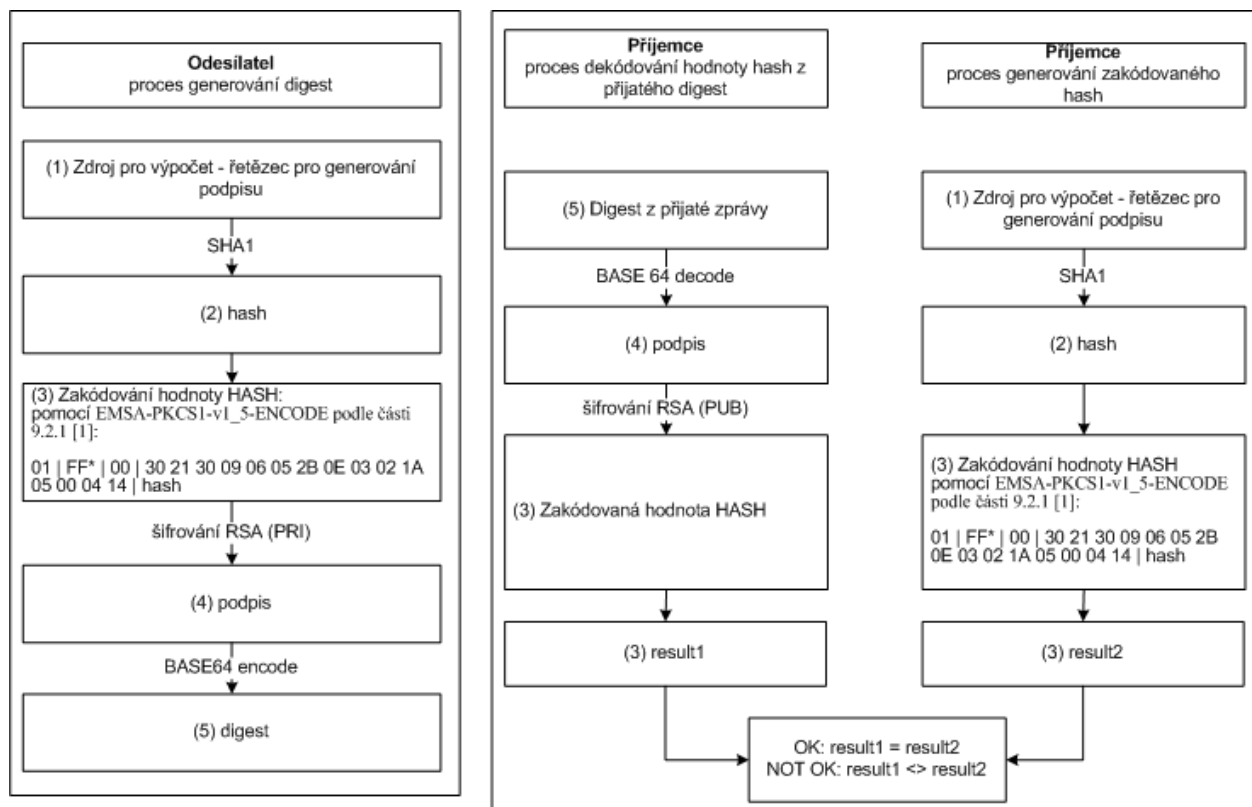 Odesílatel
proces generování digest
(1) Zdroj pro výpočet - řetězec pro generování
podpisu
SHA1
(2) hash
(3) Zakódování hodnoty HASH:
pomocí EMSA-PKCS1-v1_5-ENCODE podle části
9.2.1 [1]:
01 | FF* | 00 | 30 21 30 09 06 05 2B 0E 03 02 1A
05 00 04 14 | hash
šifrování RSA (PRI)
(4) podpis
BASE64 encode
(5) digest
Příjemce
proces dekódování hodnoty hash z
přijatého digest
(5) Digest z přijaté zprávy
BASE 64 decode
(4) podpis
šifrování RSA (PUB)
(3) Zakódovaná hodnota HASH
(3) result1
Příjemce
proces generování zakódovaného
hash
(1) Zdroj pro výpočet - řetězec pro
generování podpisu
SHA1
(2) hash
(3) Zakódování hodnoty HASH
pomocí EMSA-PKCS1-v1_5-ENCODE
podle části 9.2.1 [1]:
01 | FF* | 00 | 30 21 30 09 06 05 2B
0E 03 02 1A 05 00 04 14 | hash
(3) result2
OK: result1 = result2
NOT OK: result1 <> result2